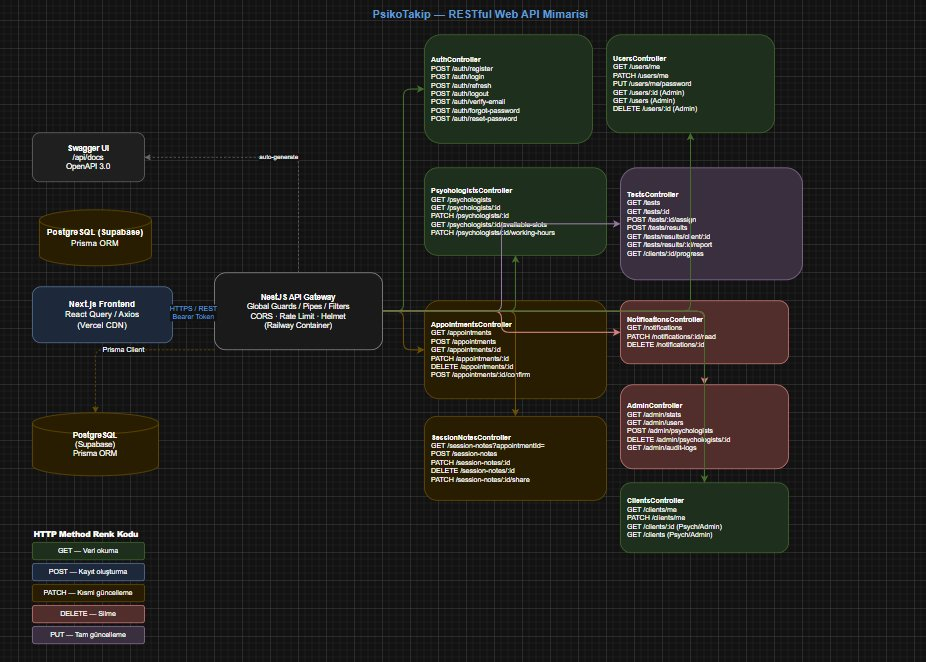 PsikoTakip — RESTful Web API Mimarisi
AuthController
POST /auth/register
POST /auth/login
POST /auth/refresh
POST /auth/logout
POST /auth/verify-email
POST /auth/forgot-password
POST /auth/reset-password
UsersController
GET /users/me
PATCH /users/me
PUT /users/me/password
GET /users/:id (Admin)
GET /users (Admin)
DELETE /users/:id (Admin)
Swagger UI
/api/docs
OpenAPI 3.0
auto-generate
PsychologistsController
GET /psychologists
GET /psychologists/:id
PATCH /psychologists/:id
GET /psychologists/:id/available-slots
PATCH /psychologists/:id/working-hours
TestsController
GET /tests
GET /tests/:id
POST /tests/:id/assign
POST /tests/results
GET /tests/results/client/:id
GET /tests/results/:id/report
GET /clients/:id/progress
PostgreSQL (Supabase)
Prisma ORM
Next.js Frontend
React Query / Axios
(Vercel CDN)
HTTPS / REST
Bearer Token
NestJS API Gateway
Global Guards / Pipes / Filters
CORS · Rate Limit · Helmet
(Railway Container)
Prisma Client
AppointmentsController
GET /appointments
POST /appointments
GET /appointments/:id
PATCH /appointments/:id
DELETE /appointments/:id
POST /appointments/:id/confirm
NotificationsController
GET /notifications
PATCH /notifications/:id/read
DELETE /notifications/:id
AdminController
GET /admin/stats
GET /admin/users
POST /admin/psychologists
DELETE /admin/psychologists/:id
GET /admin/audit-logs
PostgreSQL
(Supabase)
Prisma ORM
SessionNotesController
GET /session-notes?appointmentId=
POST /session-notes
PATCH /session-notes/:id
DELETE /session-notes/:id
PATCH /session-notes/:id/share
ClientsController
GET /clients/me
PATCH /clients/me
GET /clients/:id (Psych/Admin)
GET /clients (Psych/Admin)
HTTP Method Renk Kodu
GET — Veri okuma
POST — Kayıt oluşturma
PATCH — Kısmi güncelleme
DELETE — Silme
PUT — Tam güncelleme